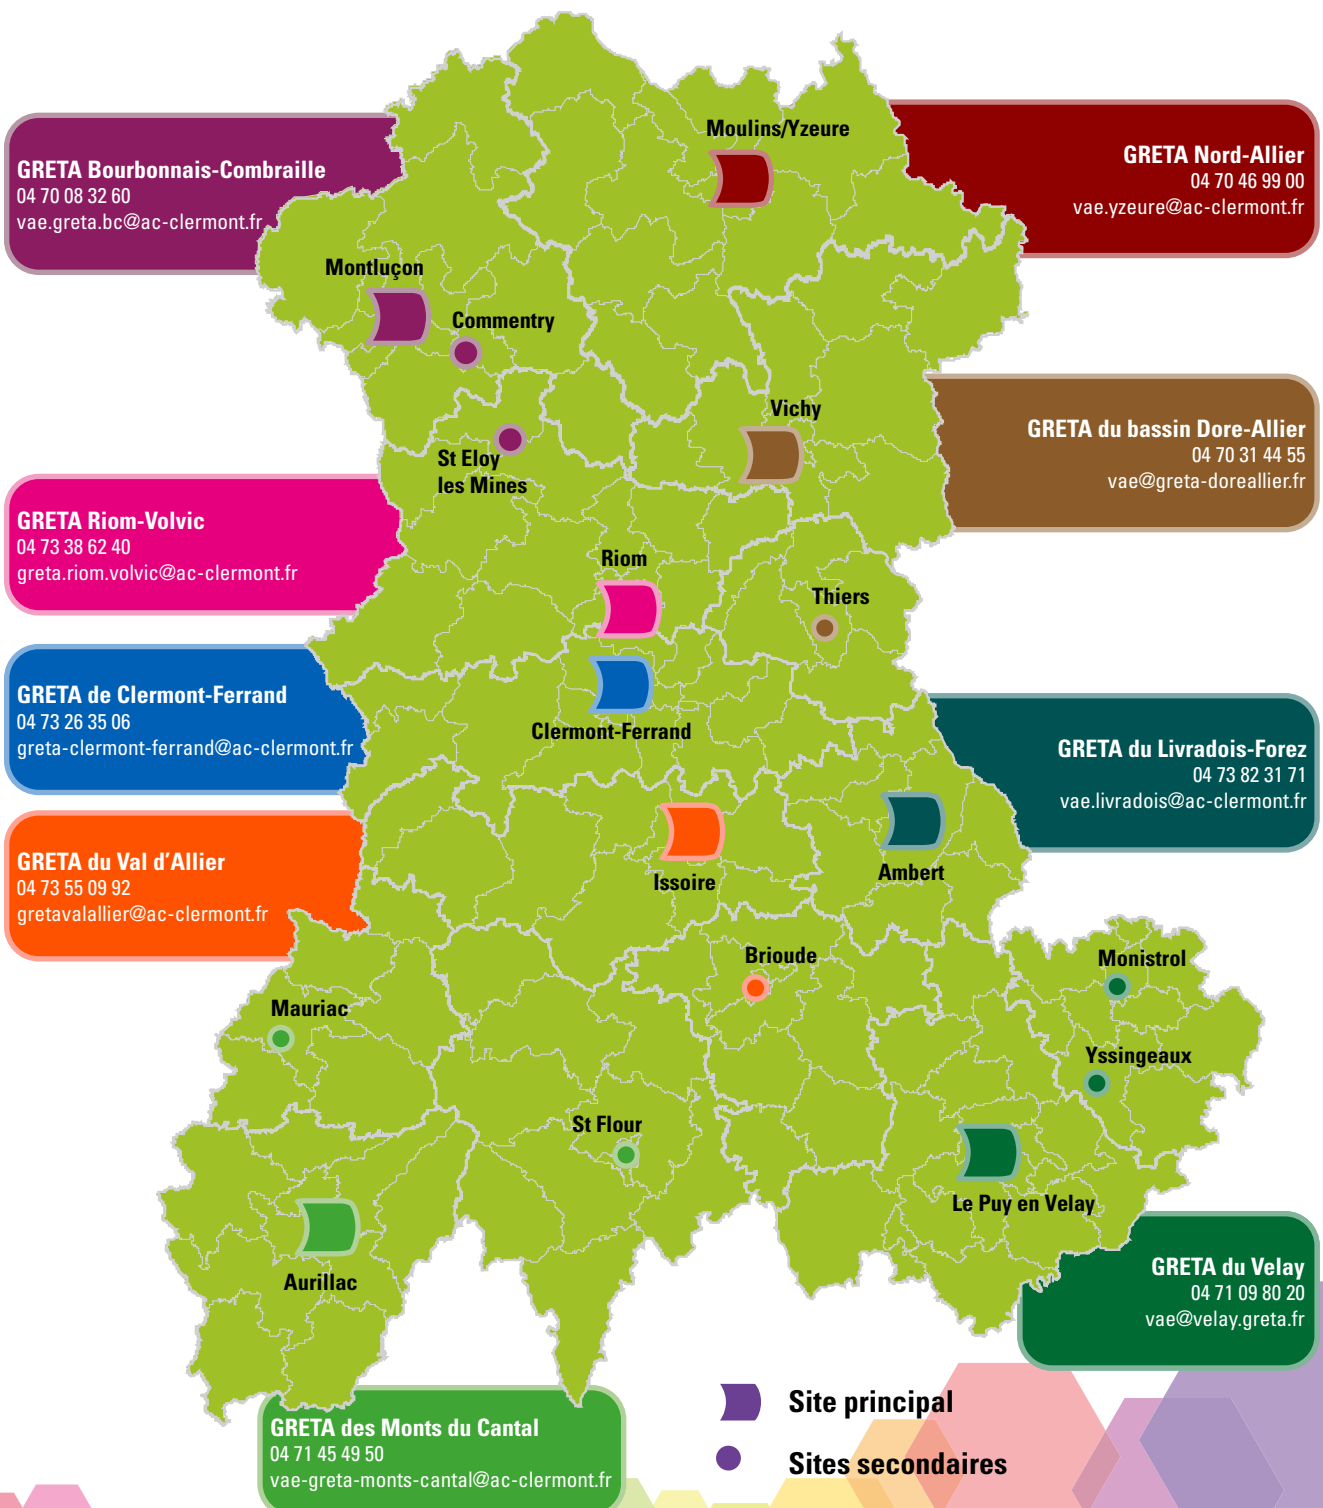 Moulins/Yzeure
GRETA Bourbonnais-Combraille
04 70 08 32 60
vae.greta.bc@ac-clermont.fr
GRETA Nord-Allier
04 70 46 99 00
vae.yzeure@ac-clermont.fr
Montluçon
Commentry
Vichy
GRETA du bassin Dore-Allier
04 70 31 44 55
vae@greta-doreallier.fr
St Eloy
les Mines
GRETA Riom-Volvic
04 73 38 62 40
greta.riom.volvic@ac-clermont.fr
Riom
Thiers
GRETA de Clermont-Ferrand
04 73 26 35 06
greta-clermont-ferrand@ac-clermont.fr
Clermont-Ferrand
GRETA du Livradois-Forez
04 73 82 31 71
vae.livradois@ac-clermont.fr
GRETA du Val d'Allier
04 73 55 09 92
gretavalallier@ac-clermont.fr
Issoire
Ambert
Brioude
Monistrol
Mauriac
Yssingeaux
St Flour
Le Puy en Velay
Aurillac
GRETA du Velay
04 71 09 80 20
vae@velay.greta.fr
GRETA des Monts du Cantal
04 71 45 49 50
vae-greta-monts-cantal@ac-clermont.fr
Site principal
Sites secondaires